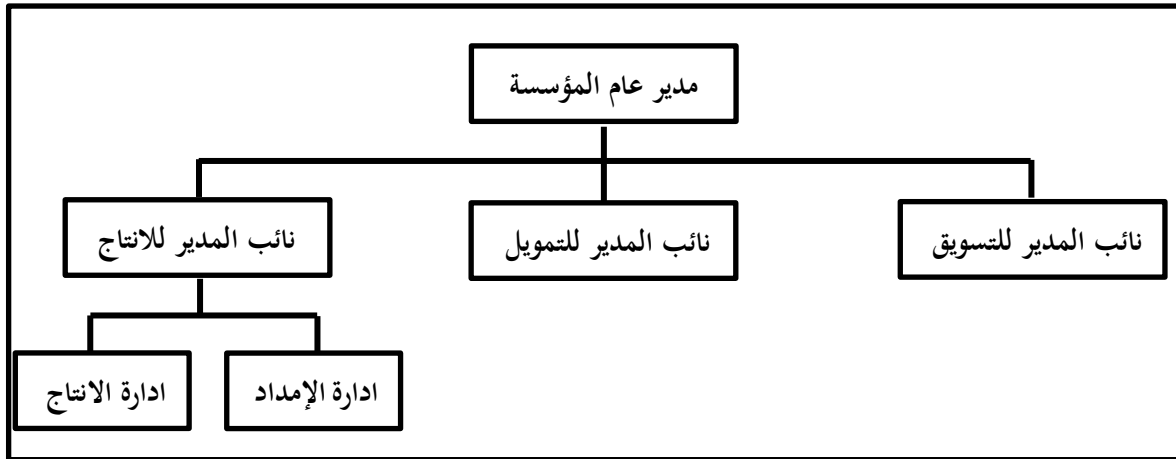 مدير عام المؤسسة
نائب المدير للتسويق
نائب المدير للتمويل
نائب المدير للانتاج
ادارة الإمداد
ادارة الانتاج